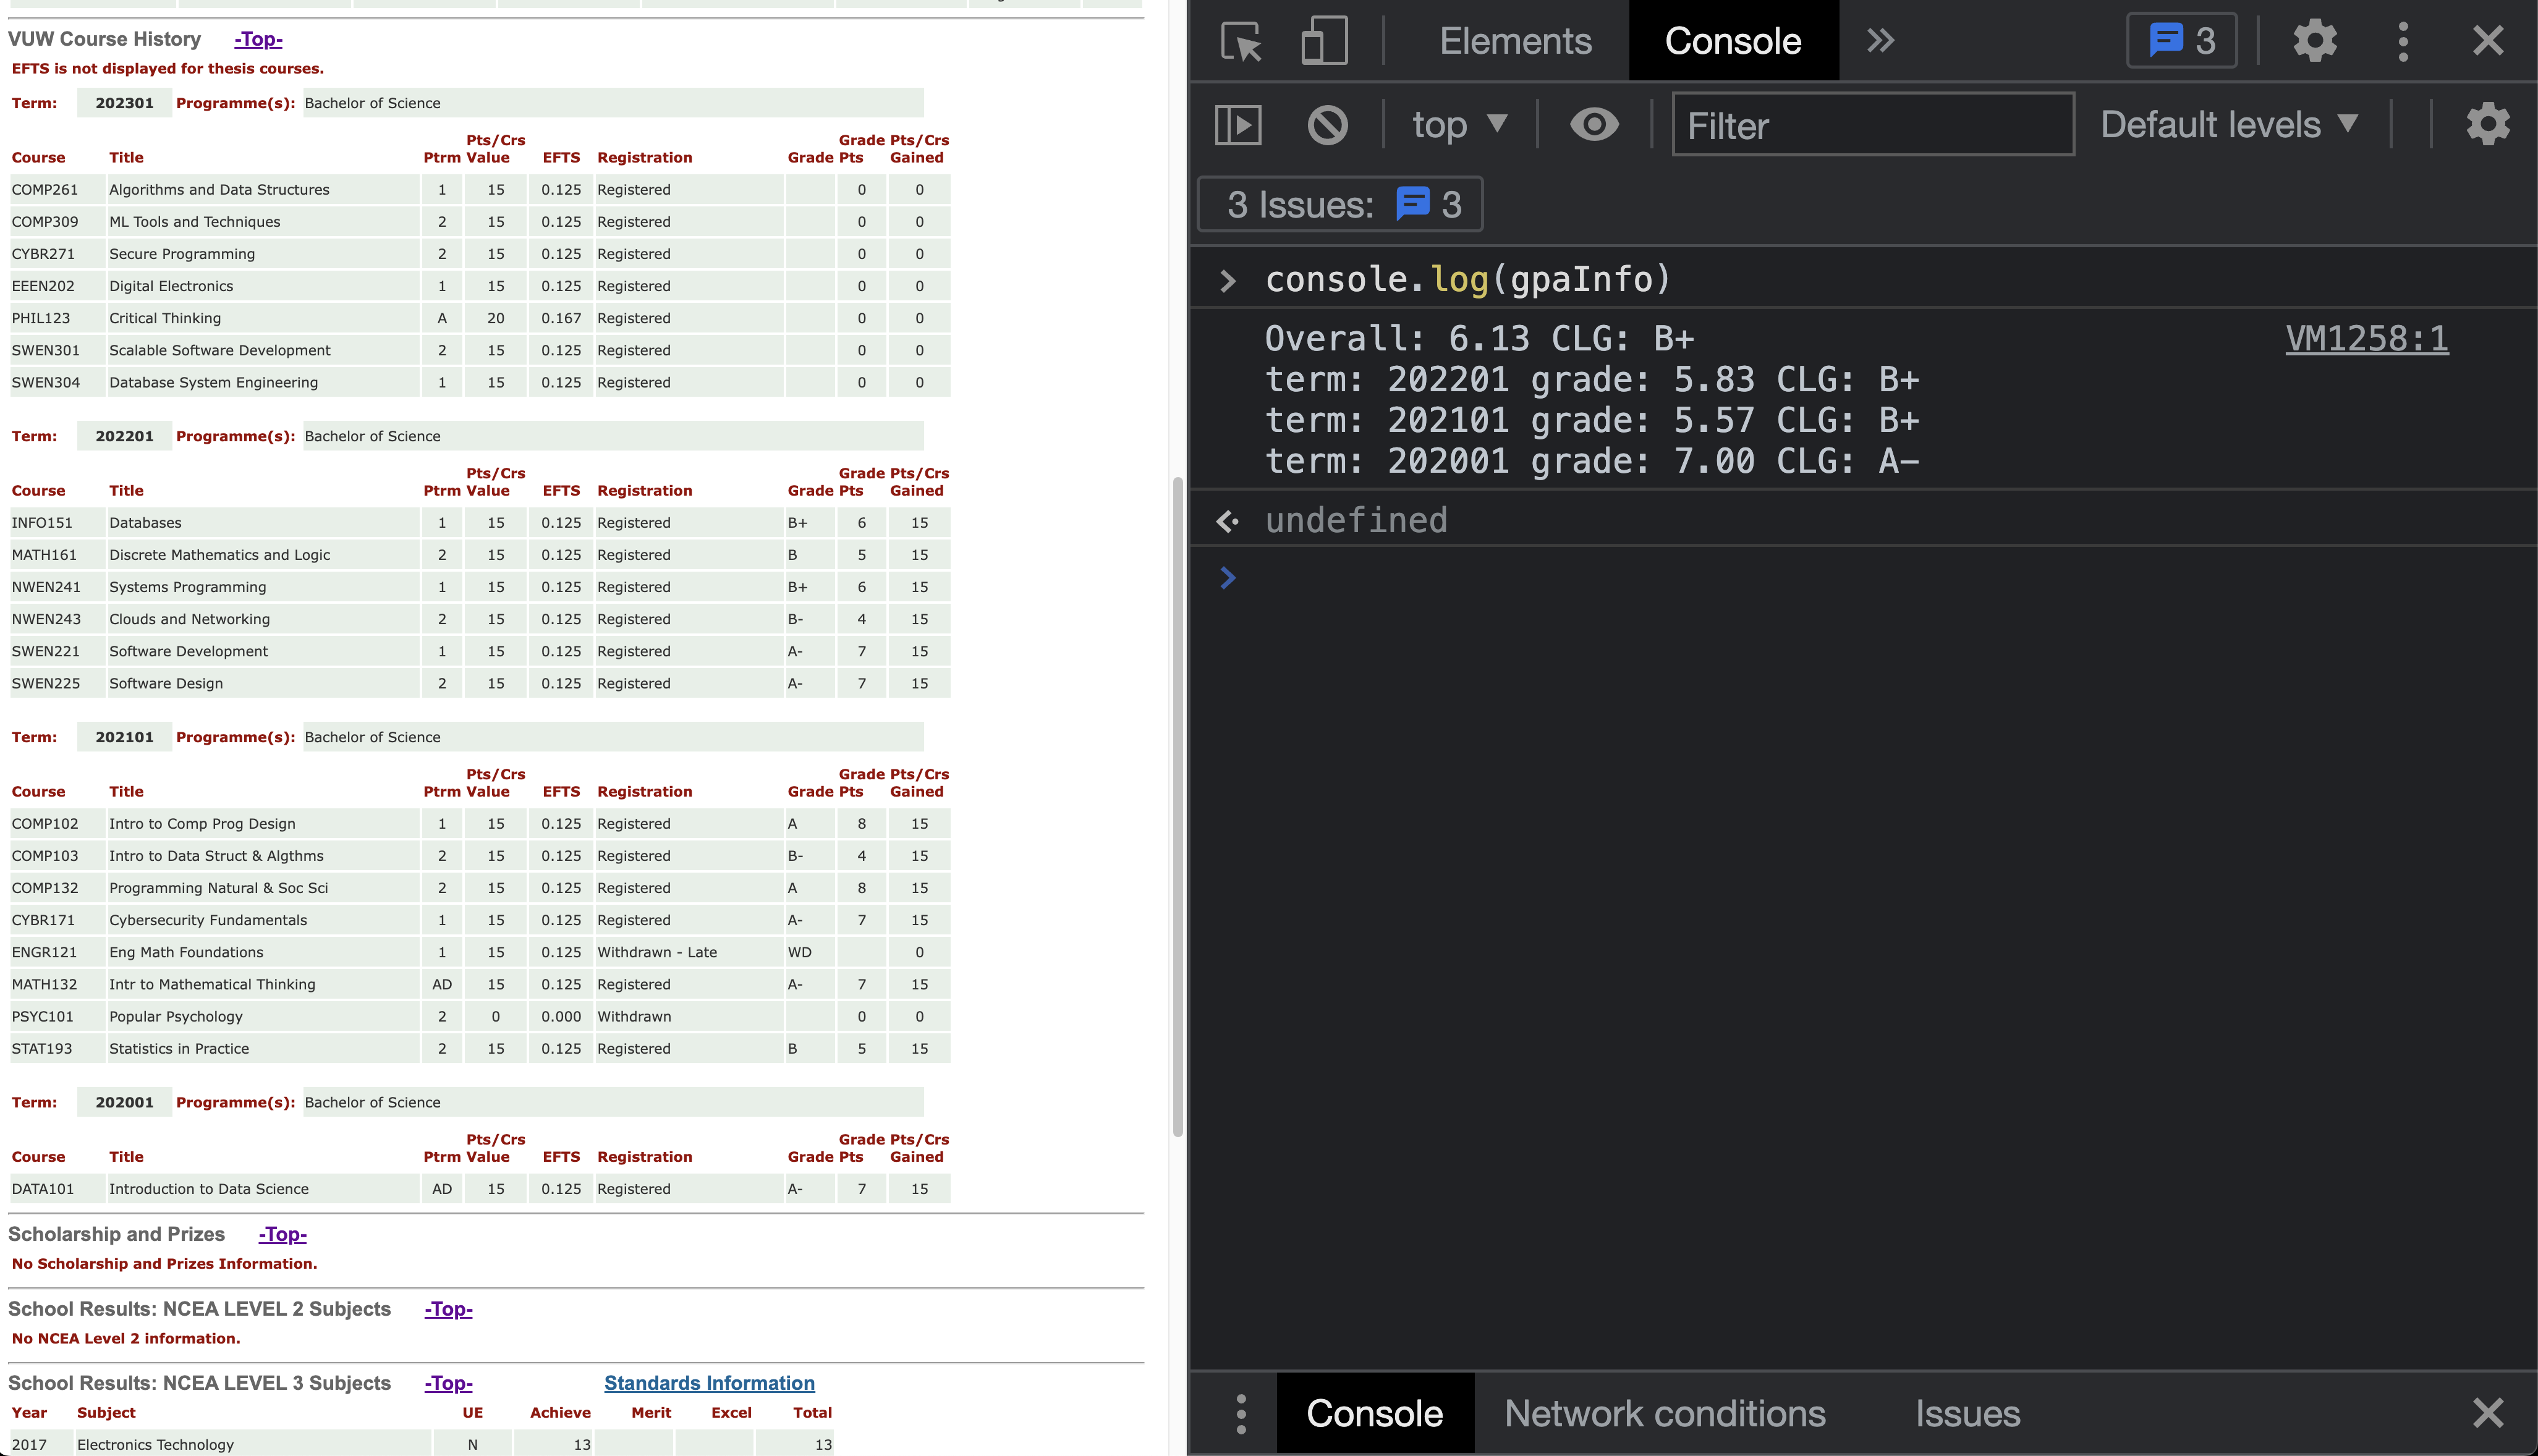 VUW Course History -Top-
EFTS is not displayed for thesis courses.
Term: 202301 Programme(s): Bachelor of Science
Pts/Crs Grade Pts/Crs
Course Title Ptrm Value EFTS Registration Grade Pts Gained
COMP261 Algorithms and Data Structures 1 15 0.125 Registered 0 0
COMP309 ML Tools and Techniques 2 15 0.125 Registered 0 0
CYBR271 Secure Programming 2 15 0.125 Registered 0 0
EEEN202 Digital Electronics 1 15 0.125 Registered 0 0
PHIL123 Critical Thinking A 20 0.167 Registered 0 0
SWEN301 Scalable Software Development 2 15 0.125 Registered 0 0
SWEN304 Database System Engineering 1 15 0.125 Registered 0 0
Term: 202201 Programme(s): Bachelor of Science
Pts/Crs Grade Pts/Crs
Course Title Ptrm Value EFTS Registration Grade Pts Gained
INFO151 Databases 1 15 0.125 Registered B+ 6 15
MATH161 Discrete Mathematics and Logic 2 15 0.125 Registered B 5 15
NWEN241 Systems Programming 1 15 0.125 Registered B+ 6 15
NWEN243 Clouds and Networking 2 15 0.125 Registered B- 4 15
SWEN221 Software Development 1 15 0.125 Registered A- 7 15
SWEN225 Software Design 2 15 0.125 Registered A- 7 15
Term: 202101 Programme(s): Bachelor of Science
Pts/Crs Grade Pts/Crs
Course Title Ptrm Value EFTS Registration Grade Pts Gained
COMP102 Intro to Comp Prog Design 1 15 0.125 Registered A 8 15
COMP103 Intro to Data Struct & Algthms 2 15 0.125 Registered B- 4 15
COMP132 Programming Natural & Soc Sci 2 15 0.125 Registered A 8 15
CYBR171 Cybersecurity Fundamentals 1 15 0.125 Registered A- 7 15
ENGR121 Eng Math Foundations 1 15 0.125 Withdrawn - Late WD 0
MATH132 Intr to Mathematical Thinking AD 15 0.125 Registered A- 7 15
PSYC101 Popular Psychology 2 0 0.000 Withdrawn 0 0
STAT193 Statistics in Practice 2 15 0.125 Registered B 5 15
Term: 202001 Programme(s): Bachelor of Science
Pts/Crs Grade Pts/Crs
Course Title Ptrm Value EFTS Registration Grade Pts Gained
DATA101 Introduction to Data Science AD 15 0.125 Registered A- 7 15
Scholarship and Prizes -Top-
No Scholarship and Prizes Information.
School Results: NCEA LEVEL 2 Subjects -Top-
No NCEA Level 2 information.
School Results: NCEA LEVEL 3 Subjects -Top- Standards Information
Year Subject UE Achieve Merit Excel Total
2017 Electronics Technology N 13 13
Elements Console 3
top Filter Default levels
3 Issues: 3
console.log(gpaInfo)
Overall: 6.13 CLG: B+ VM1258:1
term: 202201 grade: 5.83 CLG: B+
term: 202101 grade: 5.57 CLG: B+
term: 202001 grade: 7.00 CLG: A-
undefined
Console Network conditions Issues